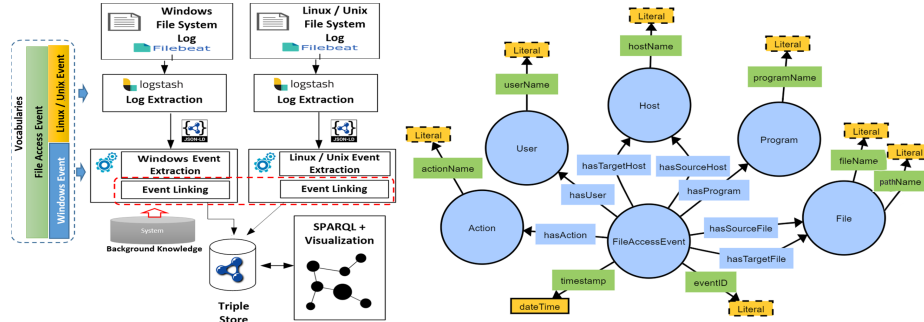 Windows
File System
Log
Filebeat
Linux / Unix
File System
Log
Filebeat
logstash
Log Extraction
logstash
Log Extraction
JSON-LD
JSON-LD
Vocabularies
File Access Event
Linux / Unix Event
Windows Event
Windows Event
Extraction
Event Linking
Linux / Unix Event
Extraction
Event Linking
System
Background Knowledge
Triple
Store
SPARQL +
Visualization
Literal
hostName
Host
Literal
userName
User
Literal
programName
Program
Literal
actionName
Action
Literal
fileName
Literal
pathName
File
hasTargetHost
hasSourceHost
hasUser
hasProgram
hasAction
FileAccessEvent
hasSourceFile
hasTargetFile
timestamp
dateTime
eventID
Literal